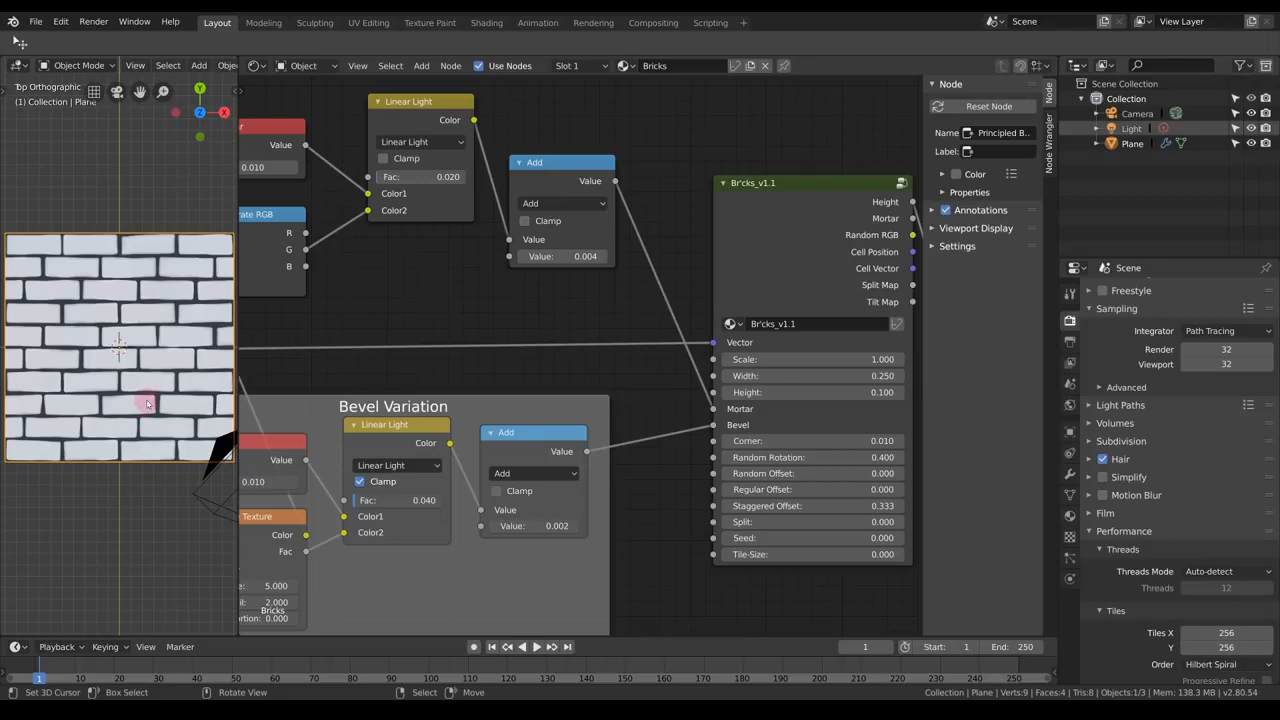 File Edit Render Window Help Layout Modeling Sculpting UV Editing Texture Paint Shading Animation Rendering Compositing Scripting + Scene View Layer
Object Mode View Select Add Obje
Object View Select Add Node Use Nodes Slot 1 Bricks
Top Orthographic
(1) Collection | Plane
Y
Z
X
r
Value
0.010
rate RGB
R
G
B
Linear Light
Color
Linear Light
Clamp
Fac: 0.020
Color1
Color2
Add
Value
Add
Clamp
Value
Value: 0.004
Bevel Variation
Value
0.010
Texture
Color
Fac
e: 5.000
il: 2.000
ortion: 0.000
Bricks
Linear Light
Color
Linear Light
Clamp
Fac: 0.040
Color1
Color2
Add
Value
Add
Clamp
Value
Value: 0.002
Br'cks_v1.1
Height
Mortar
Random RGB
Cell Position
Cell Vector
Split Map
Tilt Map
Br'cks_v1.1
Vector
Scale: 1.000
Width: 0.250
Height: 0.100
Mortar
Bevel
Corner: 0.010
Random Rotation: 0.400
Random Offset: 0.000
Regular Offset: 0.000
Staggered Offset: 0.333
Split: 0.000
Seed: 0.000
Tile-Size: 0.000
Node
Reset Node
Name Principled B..
Label:
Color
Properties
Annotations
Viewport Display
Settings
Node
Node Wrangler
Scene Collection
Collection
Camera
Light
Plane
Scene
Freestyle
Sampling
Integrator Path Tracing
Render 32
Viewport 32
Advanced
Light Paths
Volumes
Subdivision
Hair
Simplify
Motion Blur
Film
Performance
Threads
Threads Mode Auto-detect
Threads 12
Tiles
Tiles X 256
Y 256
Order Hilbert Spiral
Progressive Refine
Playback Keying View Marker 1 Start: 1 End: 250
1 10 20 30 40 50 60 70 80 90 100 110 120 130 140 150 160 170 180 190 200 210 220 230 240 250
Set 3D Cursor Box Select Rotate View Select Move Collection | Plane | Verts:9 | Faces:4 | Tris:8 | Objects:1/3 | Mem: 138.3 MB | v2.80.54